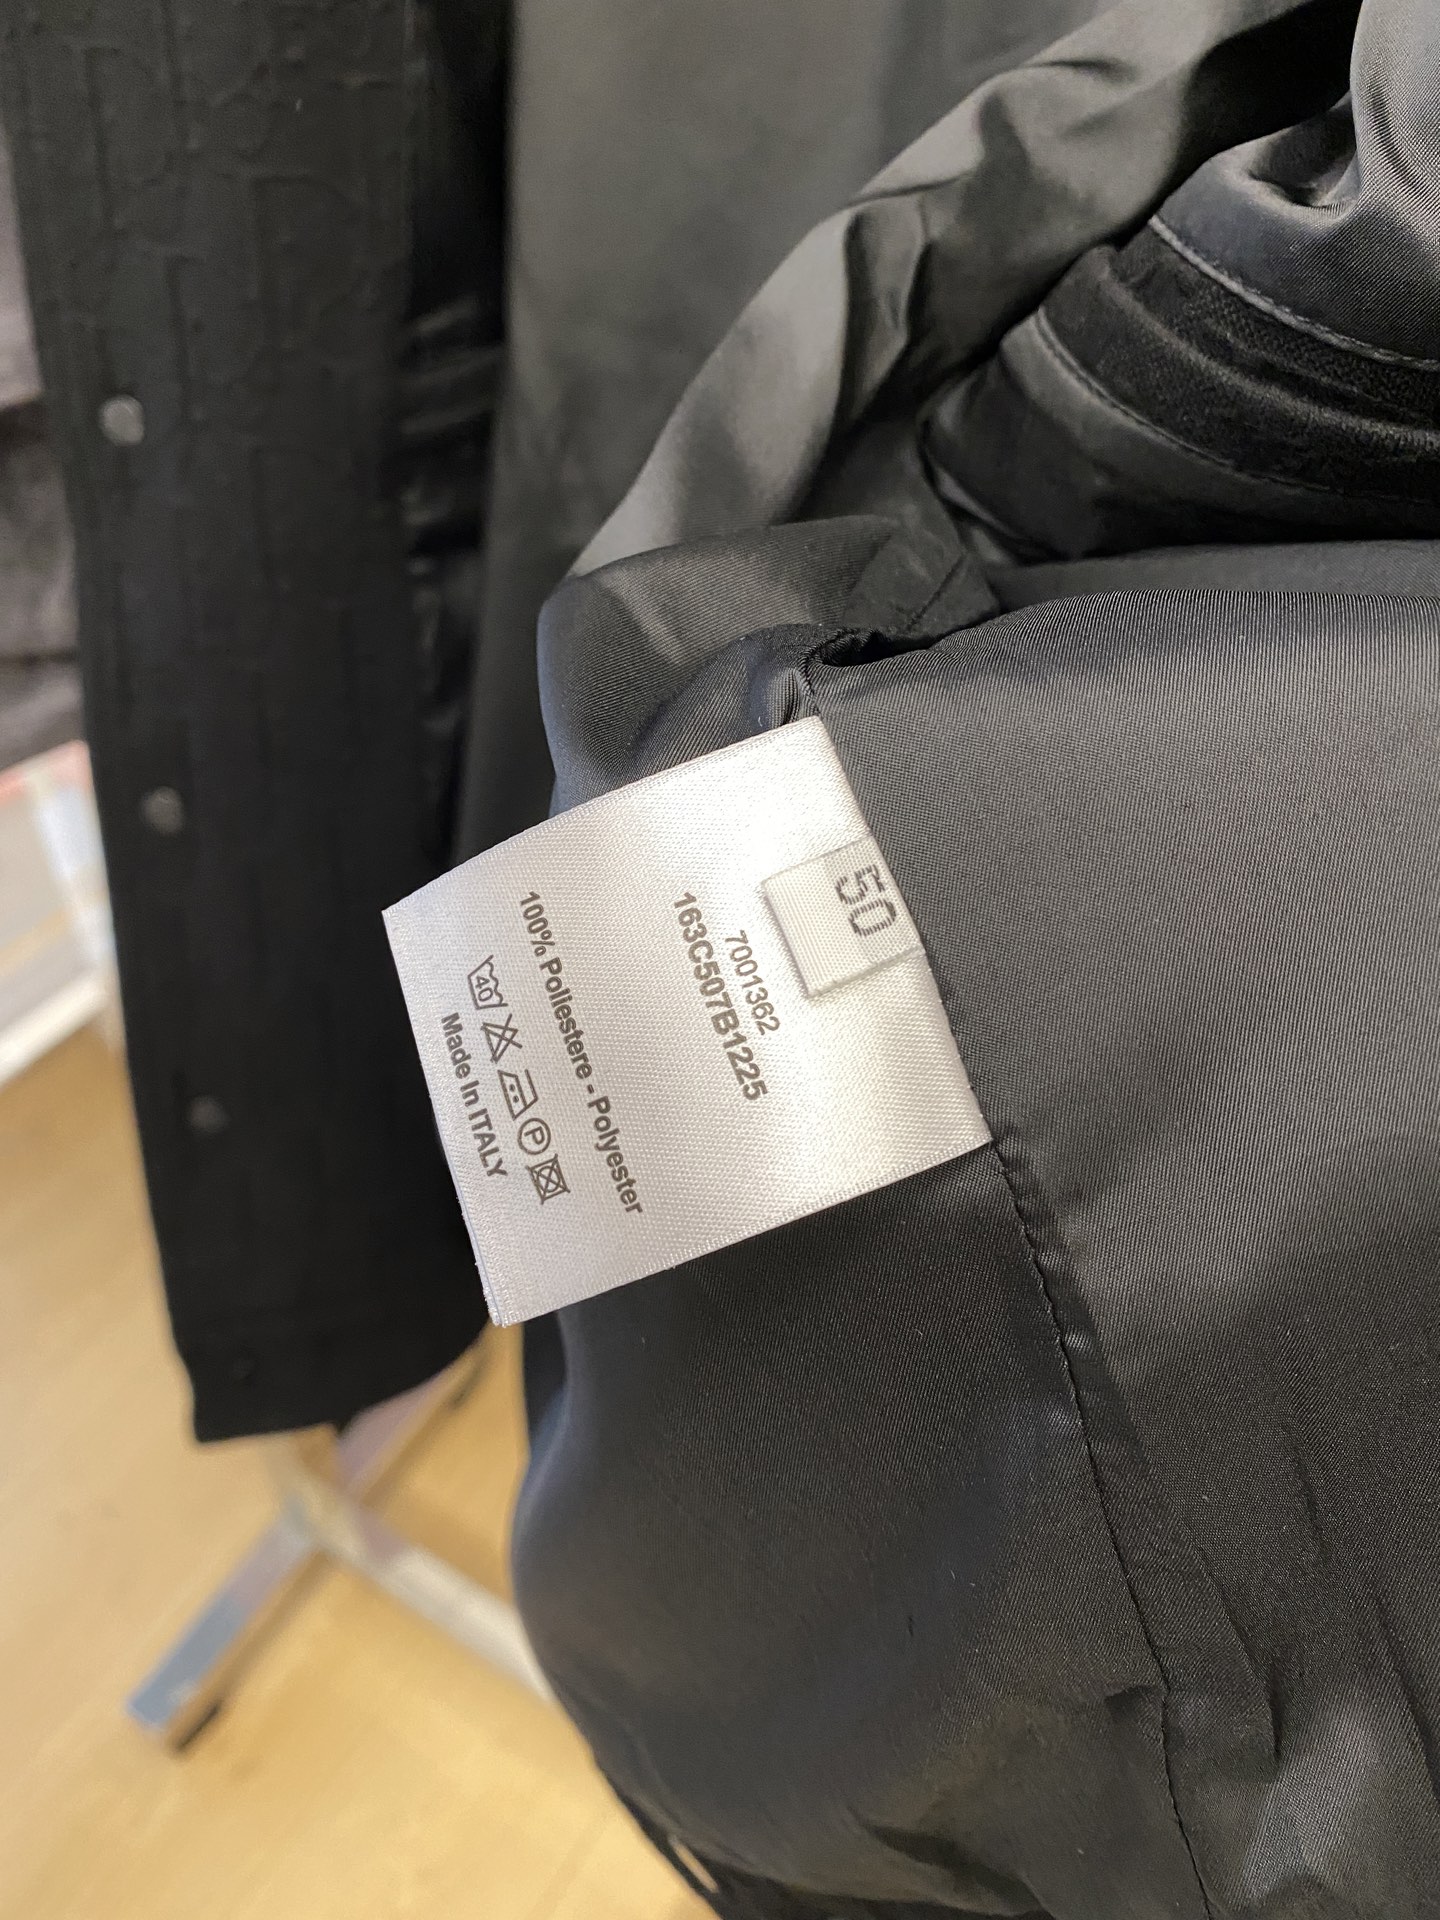 50
7001362
163C507B1225
100% Poliestere - Polyester
40 P
Made In ITALY